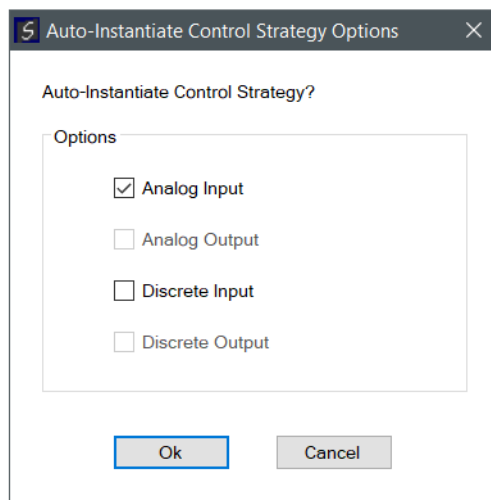 Auto-Instantiate Control Strategy Options
Auto-Instantiate Control Strategy?
Options
Analog Input
Analog Output
Discrete Input
Discrete Output
Ok Cancel